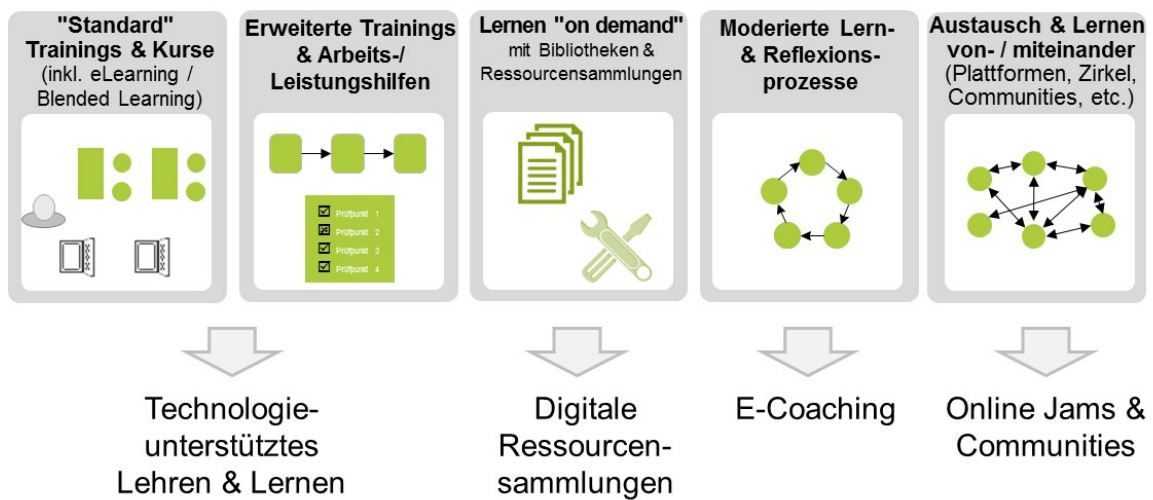 "Standard"
Trainings & Kurse
(inkl. eLearning /
Blended Learning)
Erweiterte Trainings
& Arbeits-/
Leistungshilfen
Prüfpunkt 1
Prüfpunkt 2
Prüfpunkt 3
Prüfpunkt 4
Lernen "on demand"
mit Bibliotheken &
Ressourcensammlungen
Moderierte Lern-
& Reflexions-
prozesse
Austausch & Lernen
von- / miteinander
(Plattformen, Zirkel,
Communities, etc.)
Technologie-
unterstütztes
Lehren & Lernen
Digitale
Ressourcen-
sammlungen
E-Coaching
Online Jams &
Communities